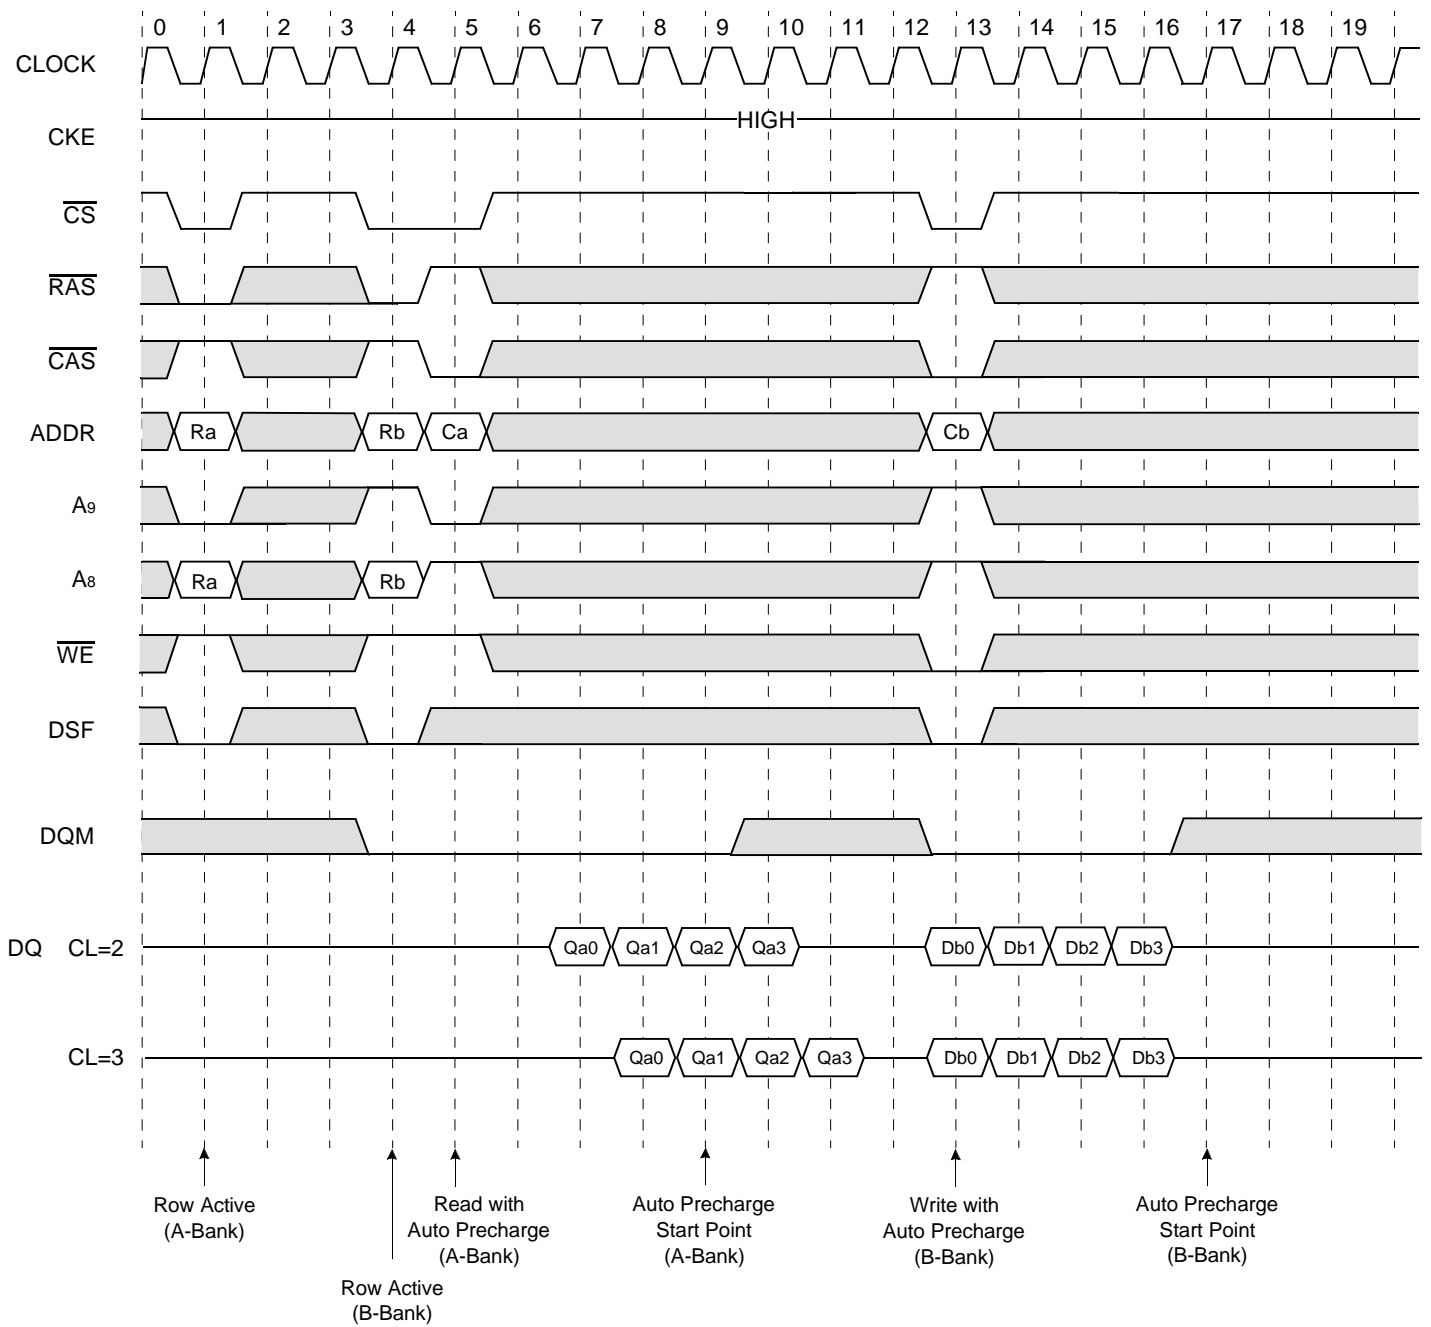 0 1 2 3 4 5 6 7 8 9 10 11 12 13 14 15 16 17 18 19
CLOCK
CKE HIGH
CS
RAS
CAS
ADDR Ra Rb Ca Cb
A9
A8 Ra Rb
WE
DSF
DQM
DQ CL=2 Qa0 Qa1 Qa2 Qa3 Db0 Db1 Db2 Db3
CL=3 Qa0 Qa1 Qa2 Qa3 Db0 Db1 Db2 Db3
Row Active
(A-Bank)
Row Active
(B-Bank)
Read with
Auto Precharge
(A-Bank)
Auto Precharge
Start Point
(A-Bank)
Write with
Auto Precharge
(B-Bank)
Auto Precharge
Start Point
(B-Bank)